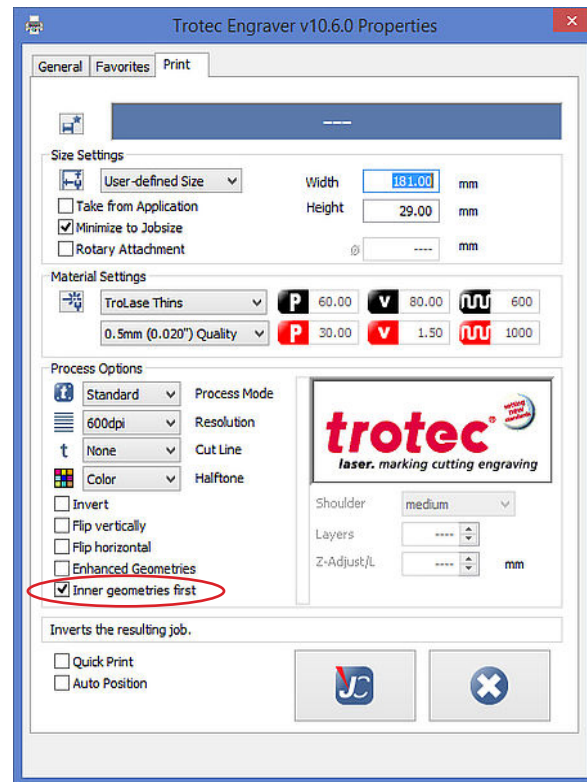 Trotec Engraver v10.6.0 Properties
General Favorites Print
---
Size Settings
User-defined Size Width 181.00 mm
Take from Application Height 29.00 mm
Minimize to Jobsize
Rotary Attachment ø ---- mm
Material Settings
TroLase Thins P 60.00 V 80.00 600
0.5mm (0.020") Quality P 30.00 V 1.50 1000
Process Options
t Standard Process Mode
600dpi Resolution
t None Cut Line
Color Halftone
setting new standards
trotec®
laser. marking cutting engraving
Invert
Flip vertically
Flip horizontal
Enhanced Geometries
Inner geometries first
Shoulder medium
Layers ----
Z-Adjust/L ---- mm
Inverts the resulting job.
Quick Print
Auto Position
JC